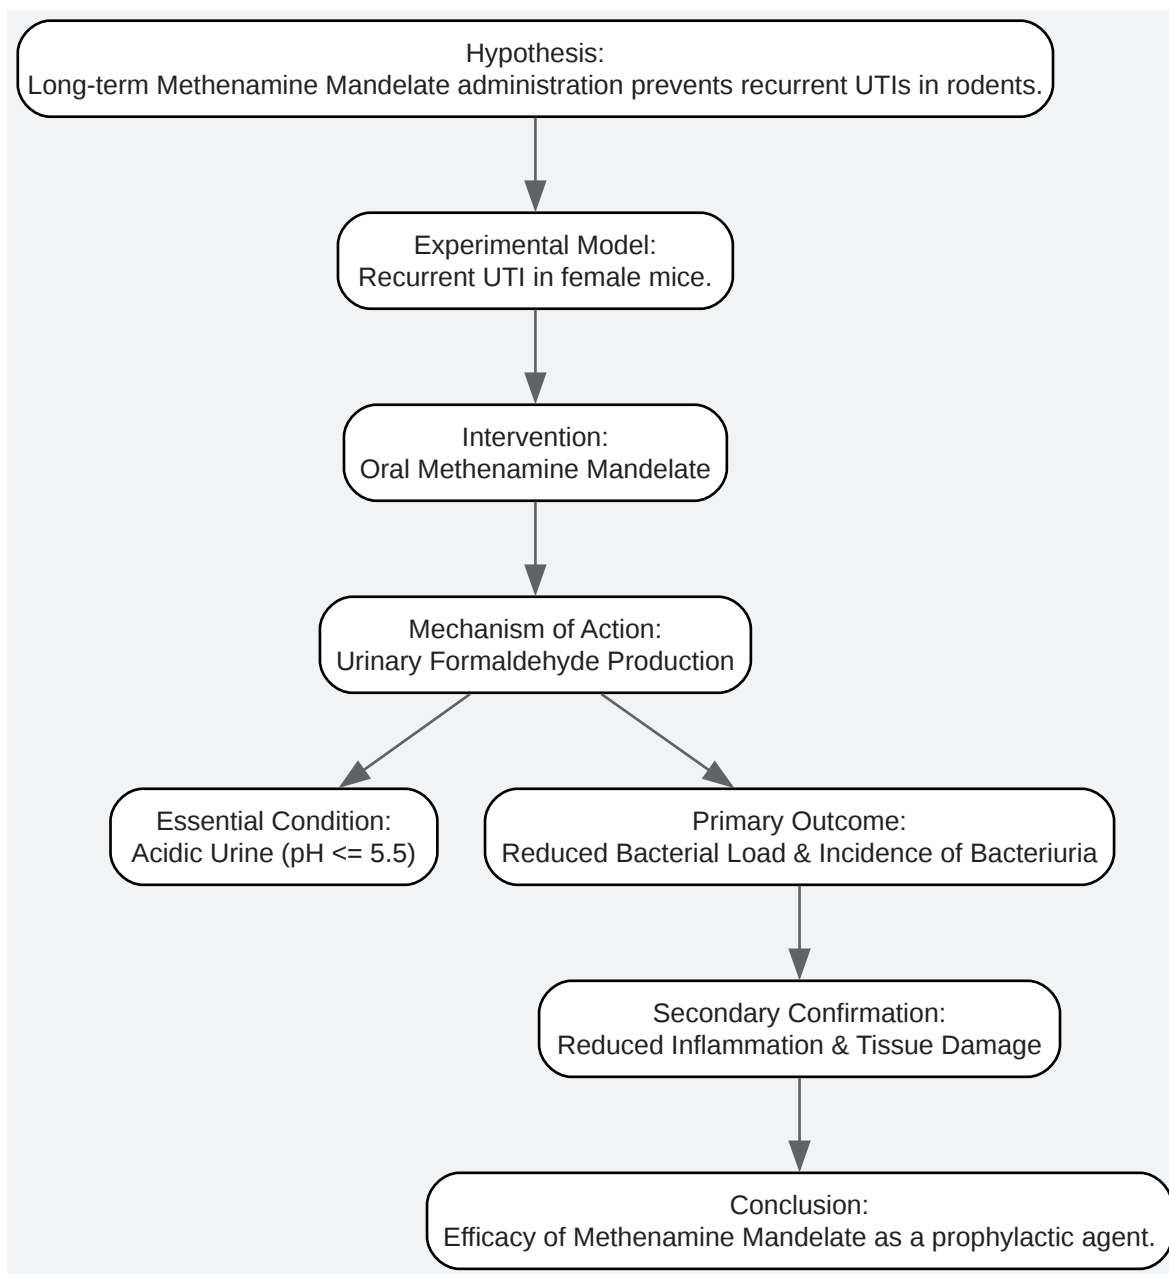 Hypothesis:
Long-term Methenamine Mandelate administration prevents recurrent UTIs in rodents.
Experimental Model:
Recurrent UTI in female mice.
Intervention:
Oral Methenamine Mandelate
Mechanism of Action:
Urinary Formaldehyde Production
Essential Condition:
Acidic Urine (pH <= 5.5)
Primary Outcome:
Reduced Bacterial Load & Incidence of Bacteriuria
Secondary Confirmation:
Reduced Inflammation & Tissue Damage
Conclusion:
Efficacy of Methenamine Mandelate as a prophylactic agent.